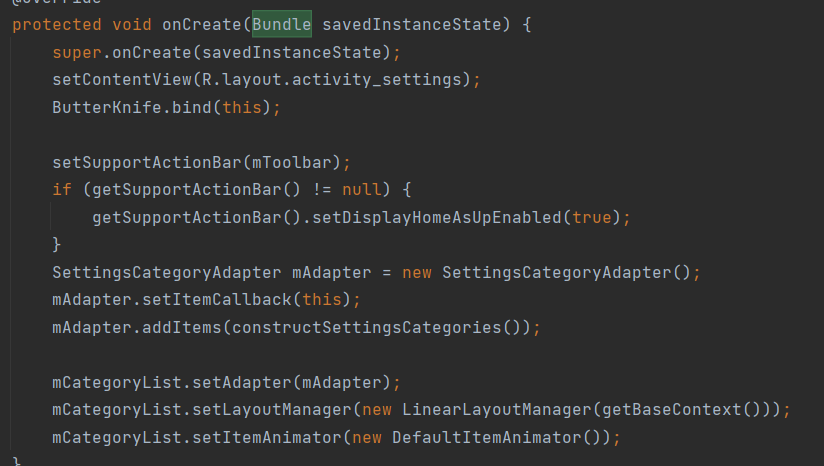 @Override
protected void onCreate(Bundle savedInstanceState) {
super.onCreate(savedInstanceState);
setContentView(R.layout.activity_settings);
ButterKnife.bind(this);
setSupportActionBar(mToolbar);
if (getSupportActionBar() != null) {
getSupportActionBar().setDisplayHomeAsUpEnabled(true);
}
SettingsCategoryAdapter mAdapter = new SettingsCategoryAdapter();
mAdapter.setItemCallback(this);
mAdapter.addItems(constructSettingsCategories());
mCategoryList.setAdapter(mAdapter);
mCategoryList.setLayoutManager(new LinearLayoutManager(getBaseContext()));
mCategoryList.setItemAnimator(new DefaultItemAnimator());
}